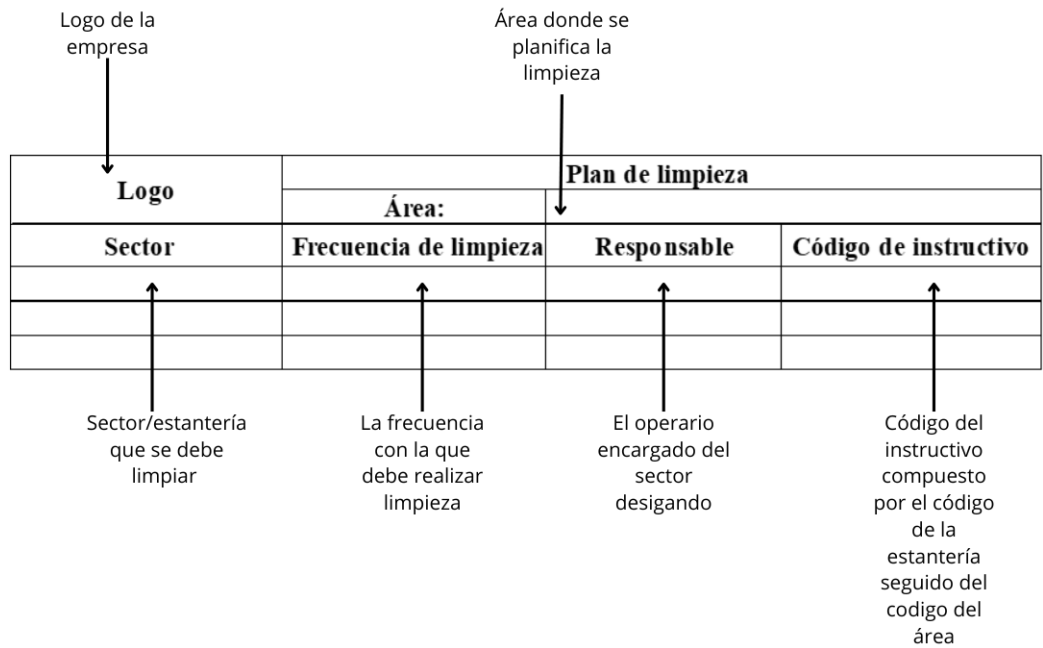 Logo de la
empresa
Área donde se
planifica la
limpieza
Logo
Plan de limpieza
Área:
Sector
Frecuencia de limpieza
Responsable
Código de instructivo
Sector/estantería
que se debe
limpiar
La frecuencia
con la que
debe realizar
limpieza
El operario
encargado del
sector
desigando
Código del
instructivo
compuesto
por el código
de la
estantería
seguido del
codigo del
área